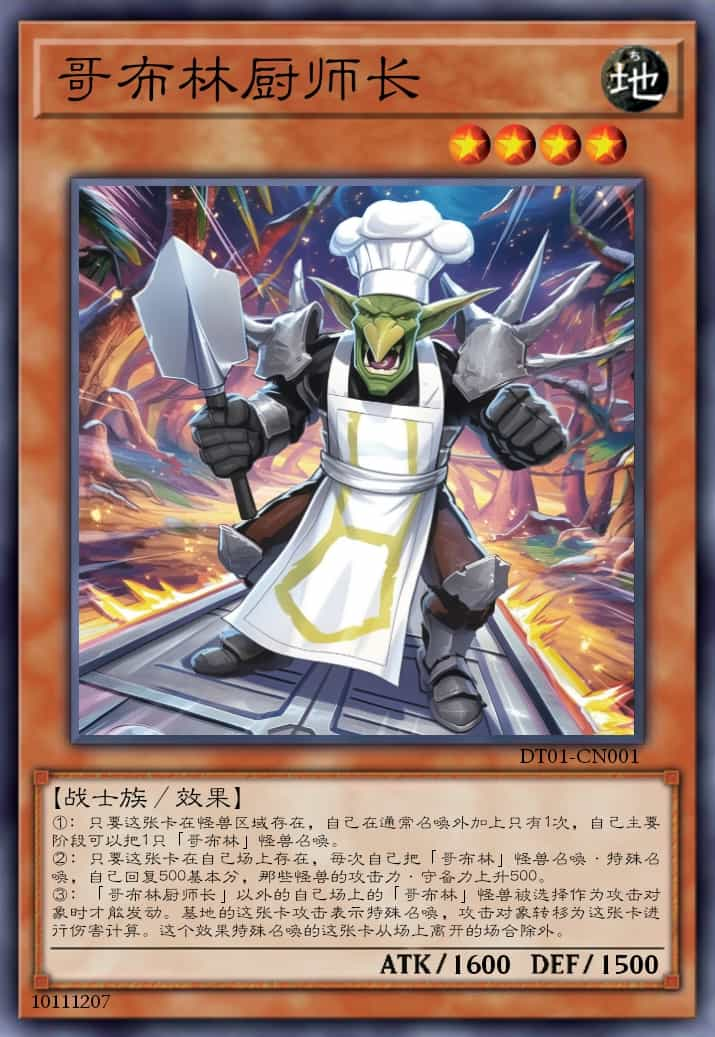 哥布林厨师长
ち
地
DT01-CN001
【战士族／效果】
①：只要这张卡在怪兽区域存在，自己在通常召唤外加上只有1次，自己主要
阶段可以把1只「哥布林」怪兽召唤。
②：只要这张卡在自己场上存在，每次自己把「哥布林」怪兽召唤·特殊召
唤，自己回复500基本分，那些怪兽的攻击力·守备力上升500。
③：「哥布林厨师长」以外的自己场上的「哥布林」怪兽被选择作为攻击对
象时才能发动。墓地的这张卡攻击表示特殊召唤，攻击对象转移为这张卡进
行伤害计算。这个效果特殊召唤的这张卡从场上离开的场合除外。
ATK/1600 DEF/1500
10111207